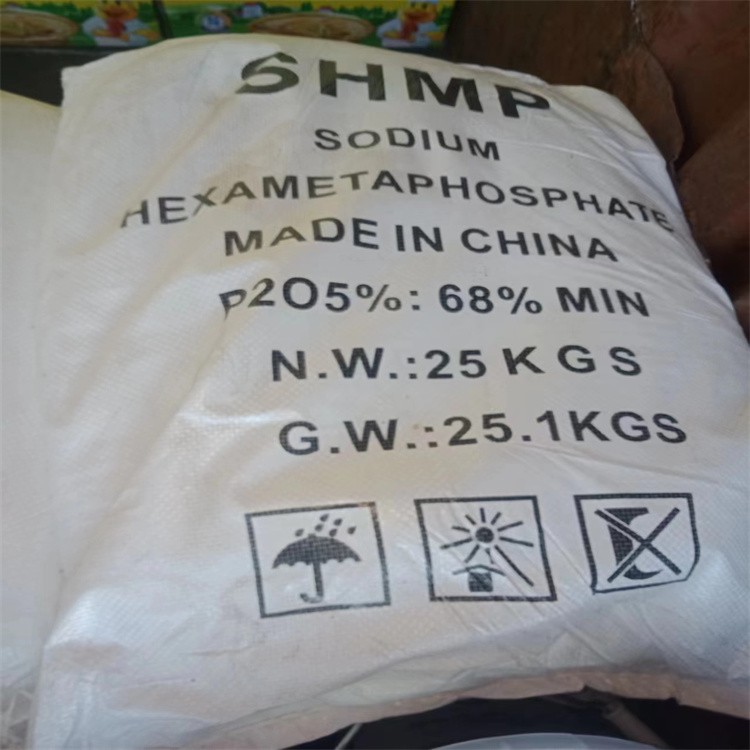 SHMP
SODIUM
HEXAMETAPHOSPHATE
MADE IN CHINA
P2O5%: 68% MIN
N.W.:25 KGS
G.W.:25.1KGS